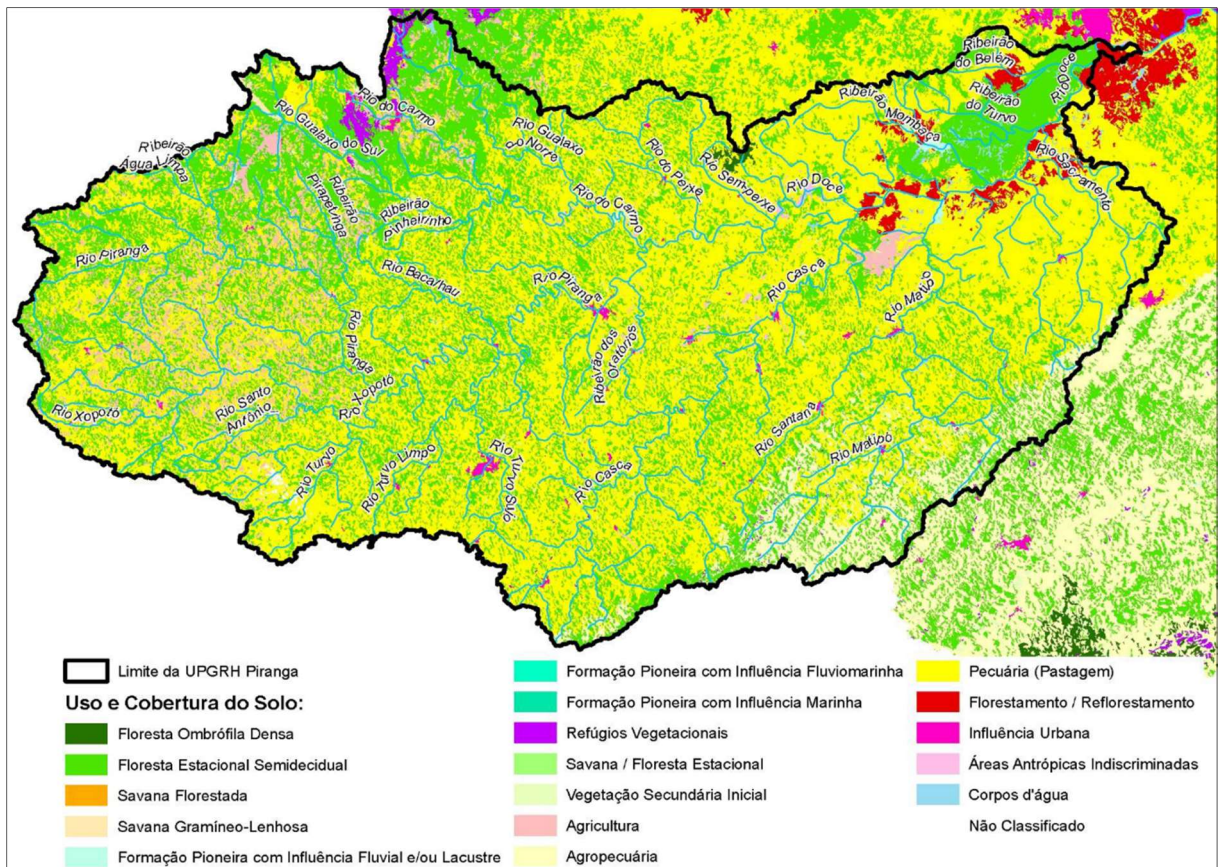 Ribeirão
do Belém
Rio Doce
Ribeirão
do Turvo
Ribeirão Mombaça
Rio Sacramento
Rio do Carmo
Rio Gualaxo do Sul
Ribeirão
Água Limpa
Rio Gualaxo
do Norte
Rio do Peixe
Rio Sem-peixe
Rio Doce
Ribeirão
Pirapetinga
Ribeirão
Pinheirinho
Rio do Carmo
Rio Piranga
Rio Bacalhau
Rio Piranga
Rio Casca
Rio Matipó
Rio Piranga
Ribeirão dos
Oratórios
Rio Xopotó
Rio Santo
Antônio
Rio Xopotó
Rio Santana
Rio Matipó
Rio Turvo
Rio Turvo Limpo
Rio Turvo Sujo
Rio Casca
Limite da UPGRH Piranga
Uso e Cobertura do Solo:
Floresta Ombrófila Densa
Floresta Estacional Semidecidual
Savana Florestada
Savana Gramíneo-Lenhosa
Formação Pioneira com Influência Fluvial e/ou Lacustre
Formação Pioneira com Influência Fluviomarinha
Formação Pioneira com Influência Marinha
Refúgios Vegetacionais
Savana / Floresta Estacional
Vegetação Secundária Inicial
Agricultura
Agropecuária
Pecuária (Pastagem)
Florestamento / Reflorestamento
Influência Urbana
Áreas Antrópicas Indiscriminadas
Corpos d'água
Não Classificado